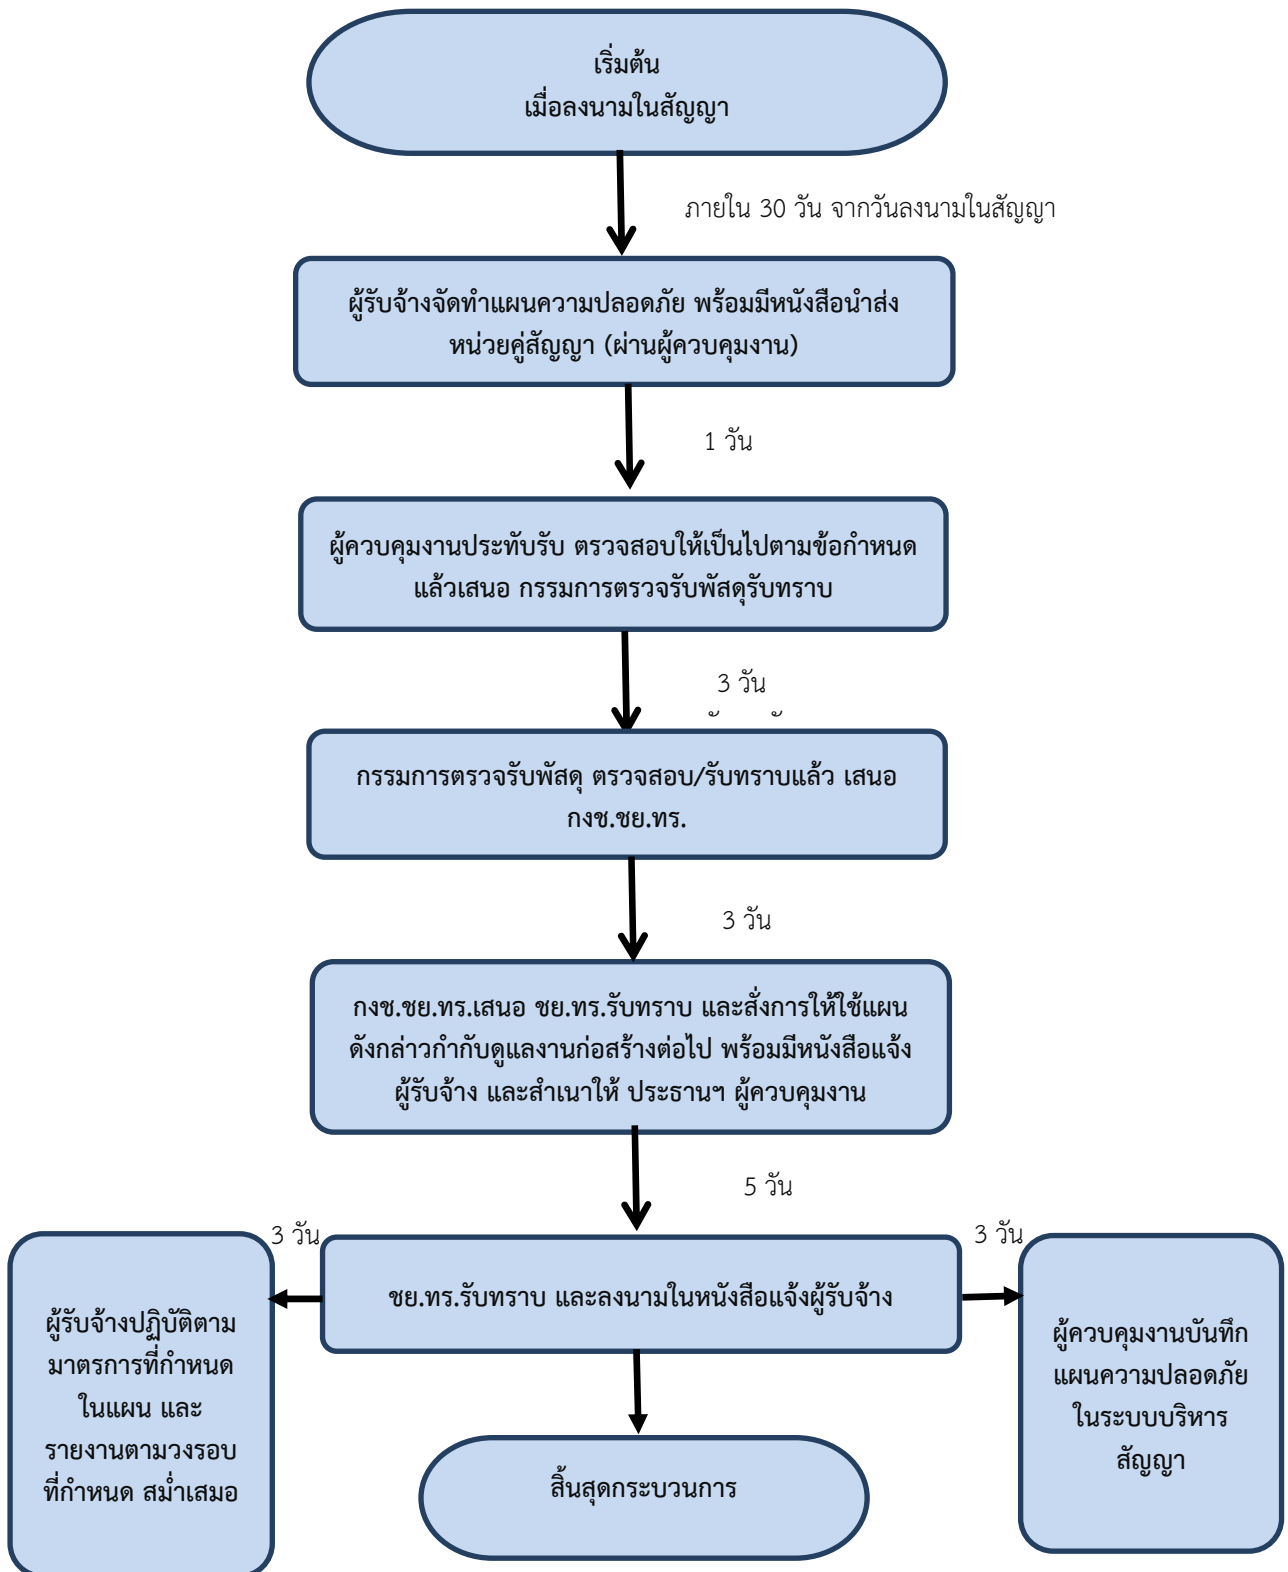 เริ่มต้น
เมื่อลงนามในสัญญา
ภายใน 30 วัน จากวันลงนามในสัญญา
ผู้รับจ้างจัดทำแผนความปลอดภัย พร้อมมีหนังสือนำส่ง
หน่วยคู่สัญญา (ผ่านผู้ควบคุมงาน)
1 วัน
ผู้ควบคุมงานประทับรับ ตรวจสอบให้เป็นไปตามข้อกำหนด
แล้วเสนอ กรรมการตรวจรับพัสดุรับทราบ
3 วัน
กรรมการตรวจรับพัสดุ ตรวจสอบ/รับทราบแล้ว เสนอ
กงช.ชย.ทร.
3 วัน
กงช.ชย.ทร.เสนอ ชย.ทร.รับทราบ และสั่งการให้ใช้แผน
ดังกล่าวกำกับดูแลงานก่อสร้างต่อไป พร้อมมีหนังสือแจ้ง
ผู้รับจ้าง และสำเนาให้ ประธานฯ ผู้ควบคุมงาน
5 วัน
3 วัน
3 วัน
ชย.ทร.รับทราบ และลงนามในหนังสือแจ้งผู้รับจ้าง
ผู้รับจ้างปฏิบัติตาม
มาตรการที่กำหนด
ในแผน และ
รายงานตามวงรอบ
ที่กำหนด สม่ำเสมอ
ผู้ควบคุมงานบันทึก
แผนความปลอดภัย
ในระบบบริหาร
สัญญา
สิ้นสุดกระบวนการ